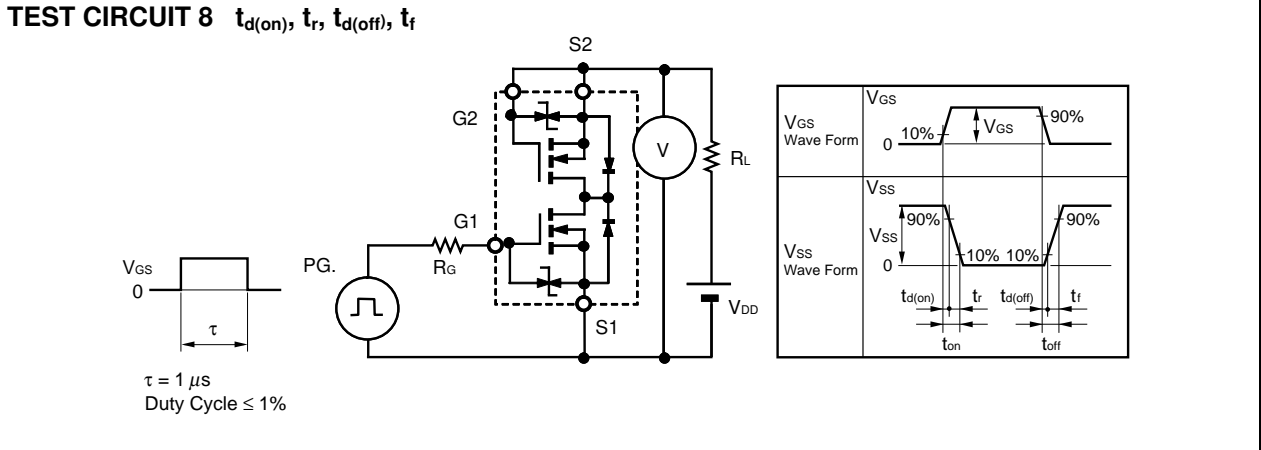 TEST CIRCUIT 8 td(on), tr, td(off), tf
S2
G2
V
RL
G1
RG
PG.
VGS
0
τ
S1
VDD
τ = 1 μs
Duty Cycle ≤ 1%
VGS
Wave Form
VGS
10%
0
VGS
90%
VSS
Wave Form
VSS
VSS
90%
0
10% 10%
90%
td(on) tr td(off) tf
ton toff